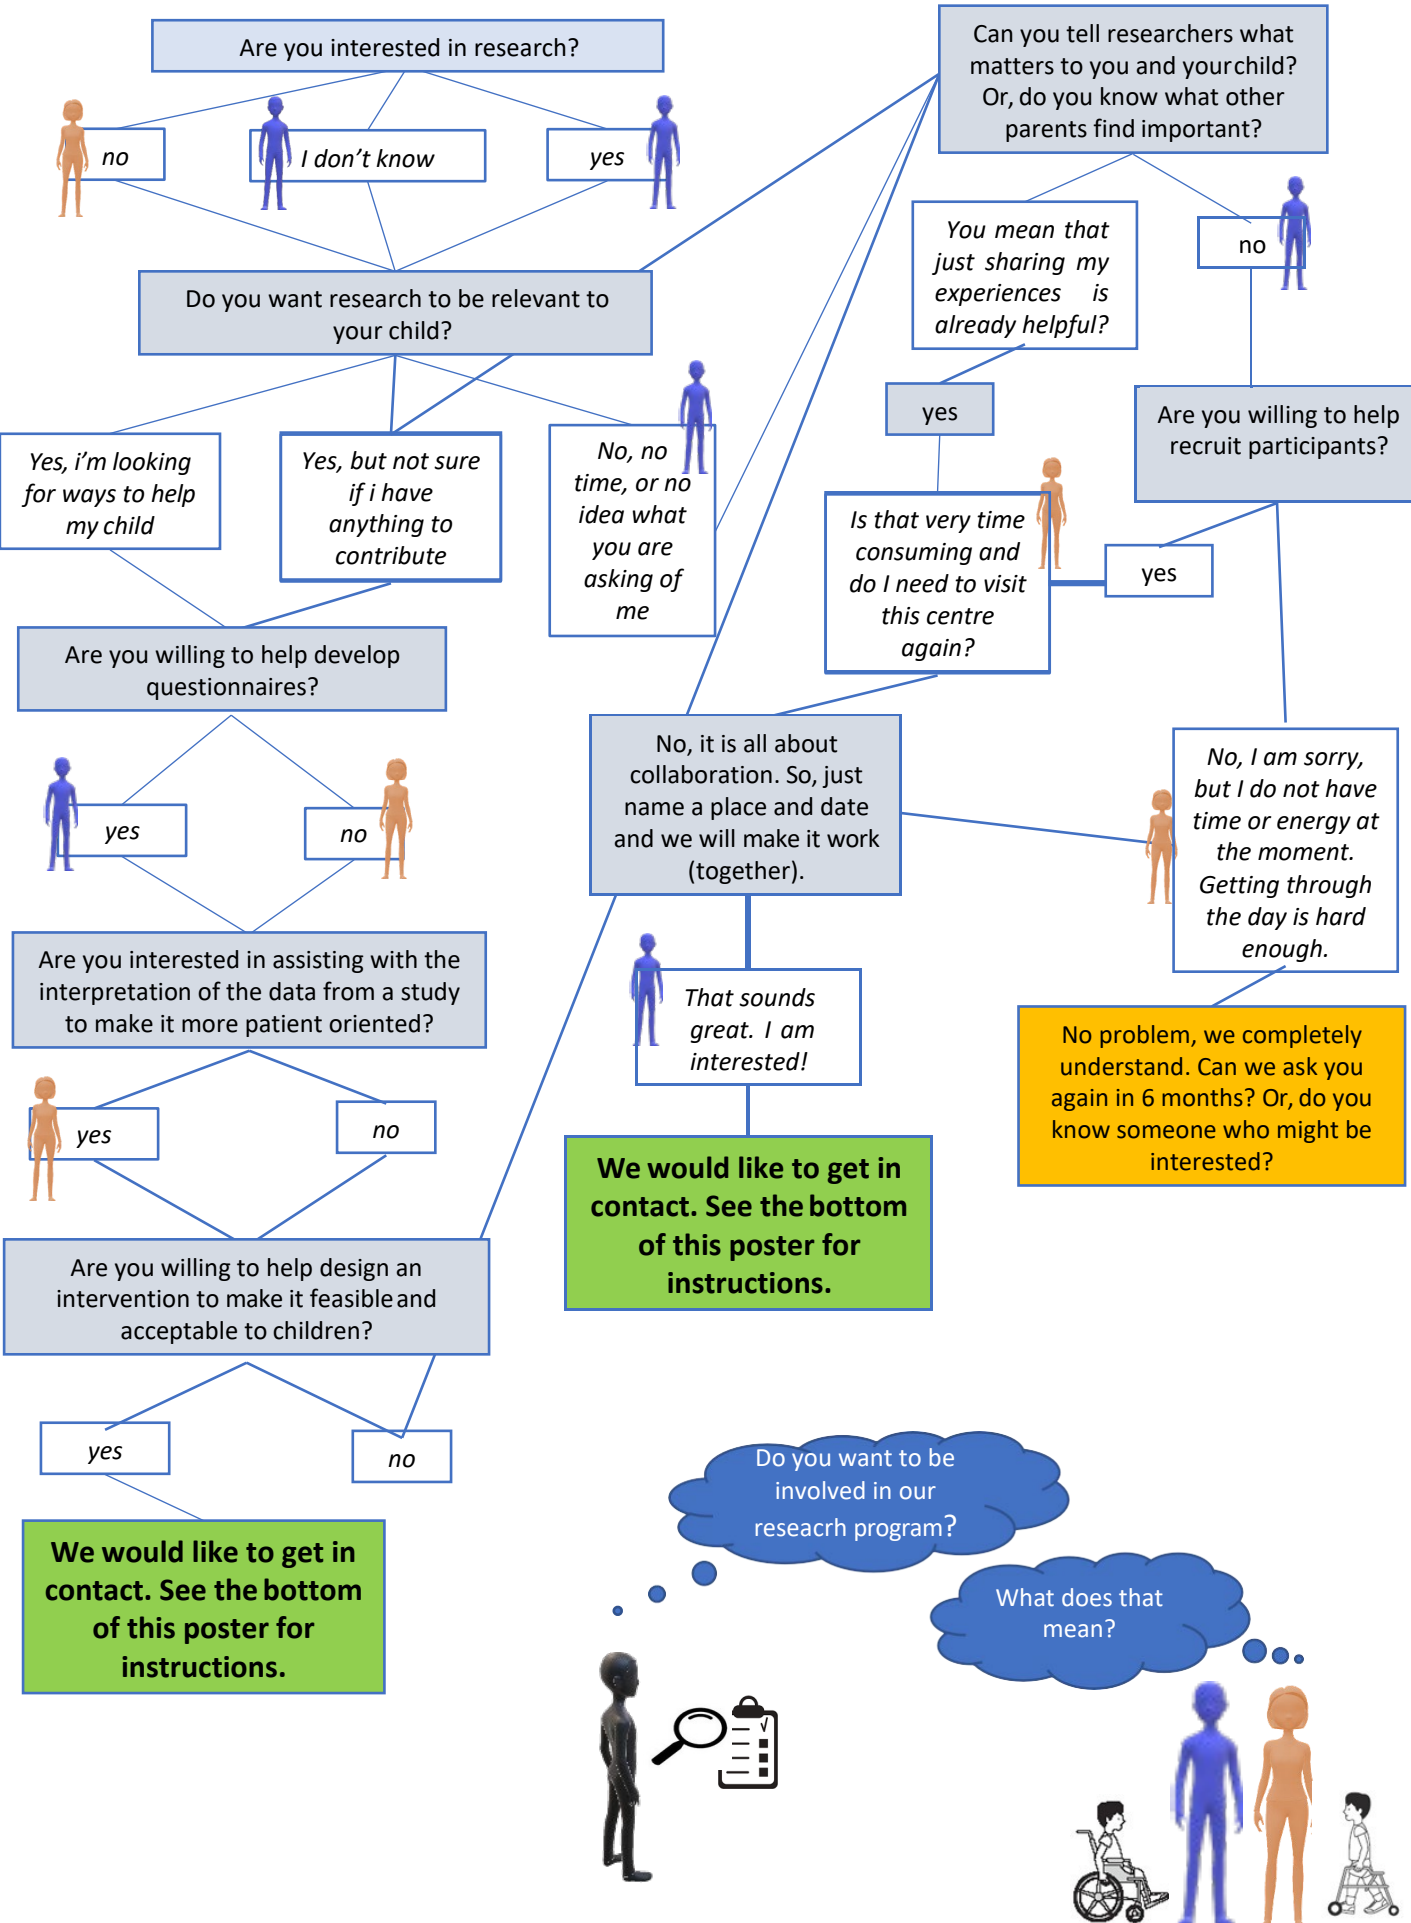 Are you interested in research?
no
I don't know
yes
Do you want research to be relevant to
your child?
Yes, i'm looking
for ways to help
my child
Yes, but not sure
if i have
anything to
contribute
No, no
time, or no
idea what
you are
asking of
me
Are you willing to help develop
questionnaires?
yes
no
Are you interested in assisting with the
interpretation of the data from a study
to make it more patient oriented?
yes
no
Are you willing to help design an
intervention to make it feasible and
acceptable to children?
yes
no
We would like to get in
contact. See the bottom
of this poster for
instructions.
Can you tell researchers what
matters to you and yourchild?
Or, do you know what other
parents find important?
You mean that
just sharing my
experiences is
already helpful?
no
yes
Are you willing to help
recruit participants?
Is that very time
consuming and
do I need to visit
this centre
again?
yes
No, it is all about
collaboration. So, just
name a place and date
and we will make it work
(together).
No, I am sorry,
but I do not have
time or energy at
the moment.
Getting through
the day is hard
enough.
That sounds
great. I am
interested!
No problem, we completely
understand. Can we ask you
again in 6 months? Or, do you
know someone who might be
interested?
We would like to get in
contact. See the bottom
of this poster for
instructions.
Do you want to be
involved in our
reseacrh program?
What does that
mean?